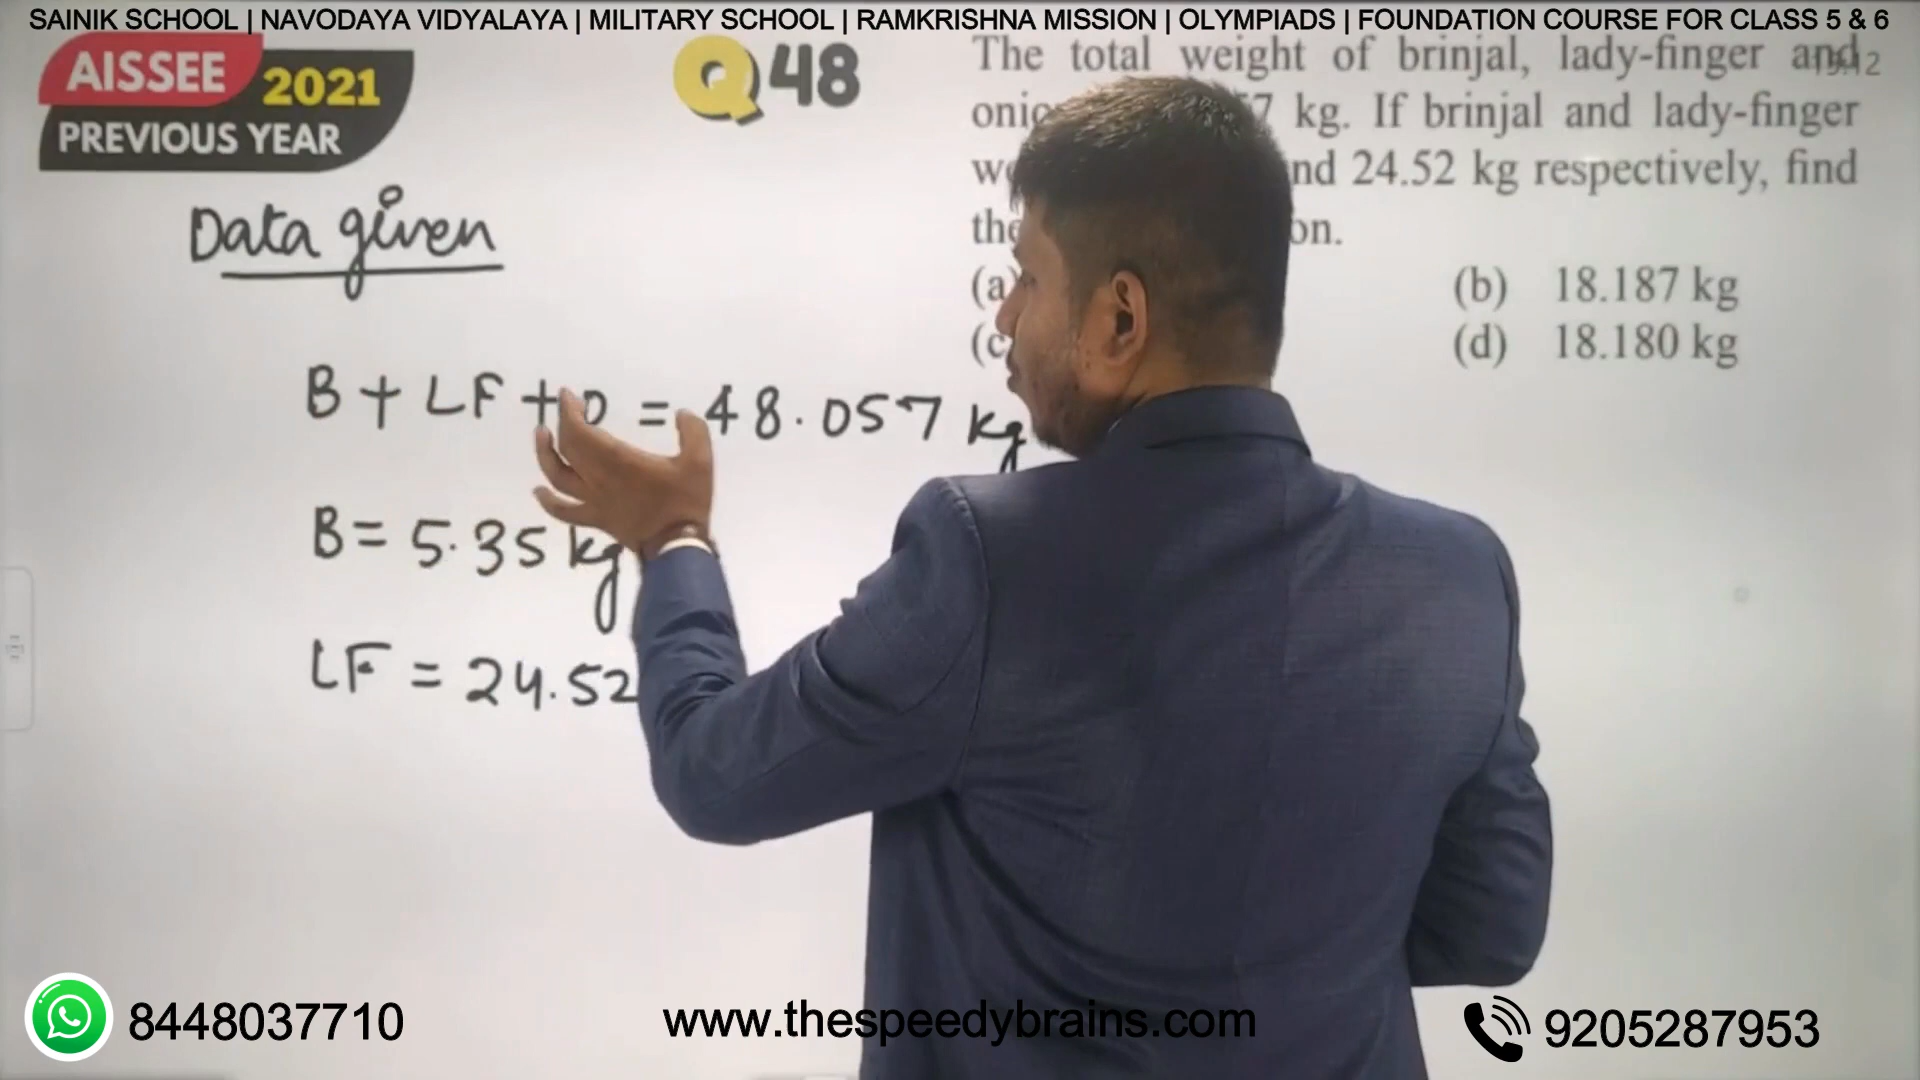 SAINIK SCHOOL | NAVODAYA VIDYALAYA | MILITARY SCHOOL | RAMKRISHNA MISSION | OLYMPIADS | FOUNDATION COURSE FOR CLASS 5 & 6
AISSEE 2021
PREVIOUS YEAR
Q 48
The total weight of brinjal, lady-finger and
kg. If brinjal and lady-finger
24.52 kg respectively, find
(b) 18.187 kg
(d) 18.180 kg
Data given
B + LF + O = 48.057 kg
B = 5.35 kg
LF = 24.52
8448037710
www.thespeedybrains.com
9205287953